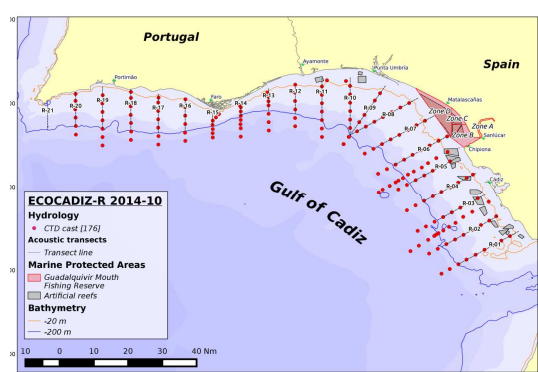 Portugal
Spain
Ayamonte
Punta Umbría
Portimão
Matalascañas
Faro
Sanlúcar
Chipiona
Cádiz
R-21
R-20
R-19
R-18
R-17
R-16
R-15
R-14
R-13
R-12
R-11
R-10
R-09
R-08
R-07
R-06
R-05
R-04
R-03
R-02
R-01
Zone D
Zone C
Zone A
Zone B
Gulf of Cadiz
ECOCADIZ-R 2014-10
Hydrology
CTD cast [176]
Acoustic transects
Transect line
Marine Protected Areas
Guadalquivir Mouth
Fishing Reserve
Artificial reefs
Bathymetry
-20 m
-200 m
10 0 10 20 30 40 Nm